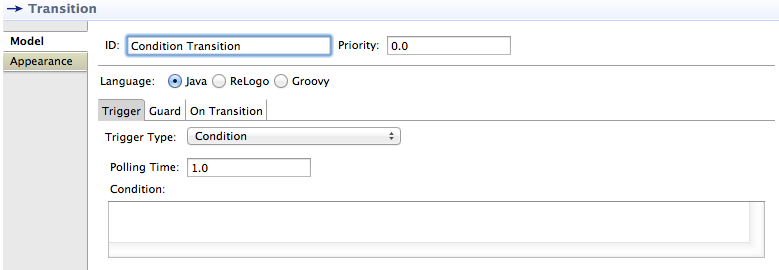 Transition
Model
Appearance
ID: Condition Transition Priority: 0.0
Language: Java ReLogo Groovy
Trigger Guard On Transition
Trigger Type: Condition
Polling Time: 1.0
Condition: